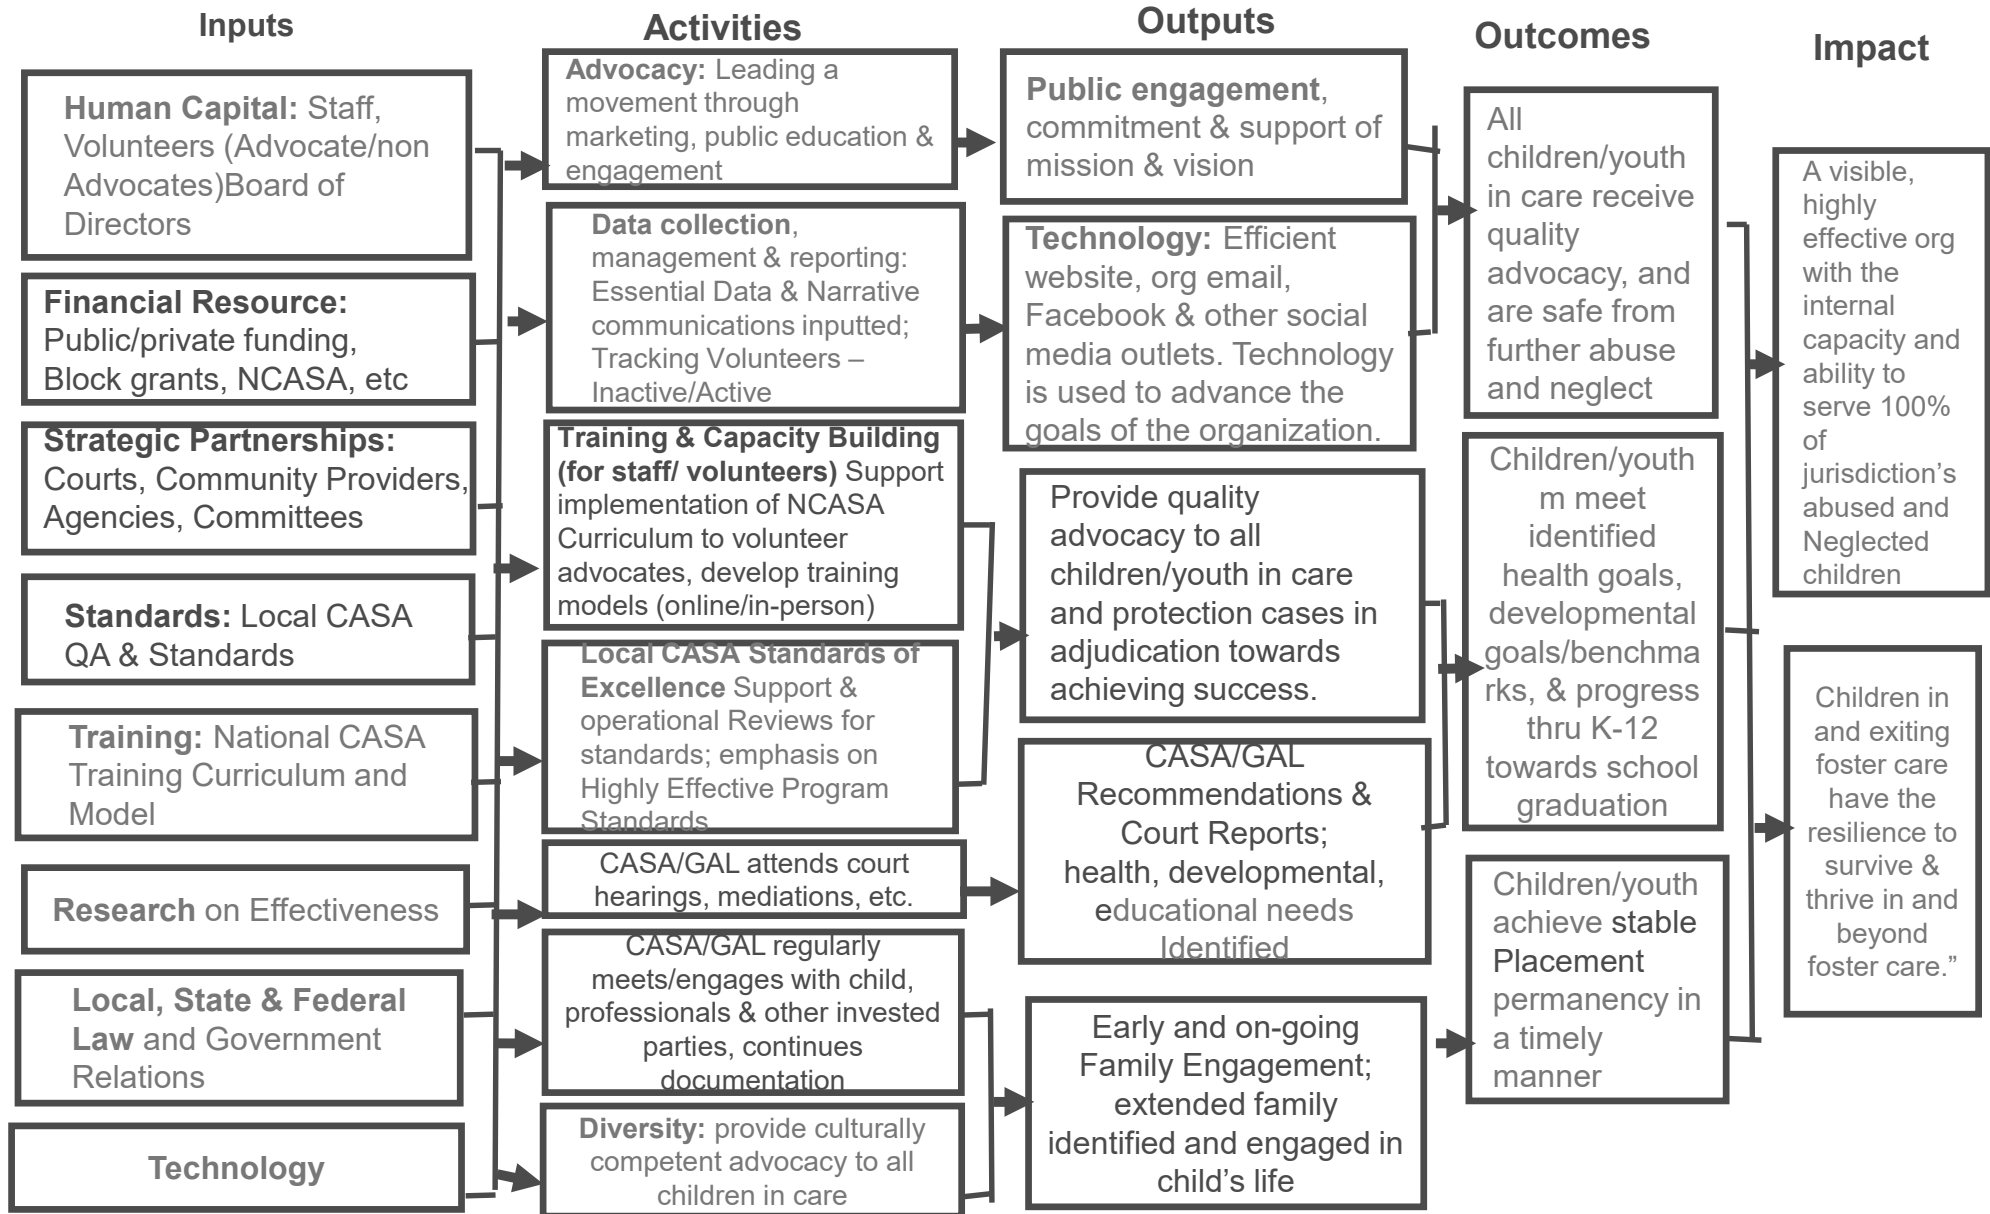 Inputs
Human Capital: Staff,
Volunteers (Advocate/non
Advocates)Board of
Directors
Financial Resource:
Public/private funding,
Block grants, NCASA, etc
Strategic Partnerships:
Courts, Community Providers,
Agencies, Committees
Standards: Local CASA
QA & Standards
Training: National CASA
Training Curriculum and
Model
Research on Effectiveness
Local, State & Federal
Law and Government
Relations
Technology
Activities
Advocacy: Leading a
movement through
marketing, public education &
engagement
Data collection,
management & reporting:
Essential Data & Narrative
communications inputted;
Tracking Volunteers –
Inactive/Active
Training & Capacity Building
(for staff/ volunteers) Support
implementation of NCASA
Curriculum to volunteer
advocates, develop training
models (online/in-person)
Local CASA Standards of
Excellence Support &
operational Reviews for
standards; emphasis on
Highly Effective Program
Standards
CASA/GAL attends court
hearings, mediations, etc.
CASA/GAL regularly
meets/engages with child,
professionals & other invested
parties, continues
documentation
Diversity: provide culturally
competent advocacy to all
children in care
Outputs
Public engagement,
commitment & support of
mission & vision
Technology: Efficient
website, org email,
Facebook & other social
media outlets. Technology
is used to advance the
goals of the organization.
Provide quality
advocacy to all
children/youth in care
and protection cases in
adjudication towards
achieving success.
CASA/GAL
Recommendations &
Court Reports;
health, developmental,
educational needs
Identified
Early and on-going
Family Engagement;
extended family
identified and engaged in
child's life
Outcomes
All
children/youth
in care receive
quality
advocacy, and
are safe from
further abuse
and neglect
Children/youth
m meet
identified
health goals,
developmental
goals/benchma
rks, & progress
thru K-12
towards school
graduation
Children/youth
achieve stable
Placement
permanency in
a timely
manner
Impact
A visible,
highly
effective org
with the
internal
capacity and
ability to
serve 100%
of
jurisdiction's
abused and
Neglected
children
Children in
and exiting
foster care
have the
resilience to
survive &
thrive in and
beyond
foster care.”